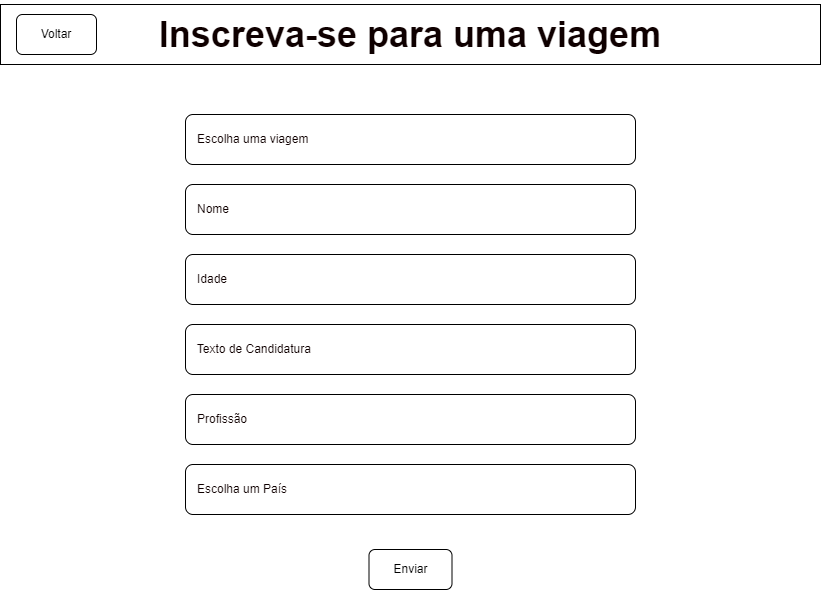 Voltar
Inscreva-se para uma viagem
Escolha uma viagem
Nome
Idade
Texto de Candidatura
Profissão
Escolha um País
Enviar